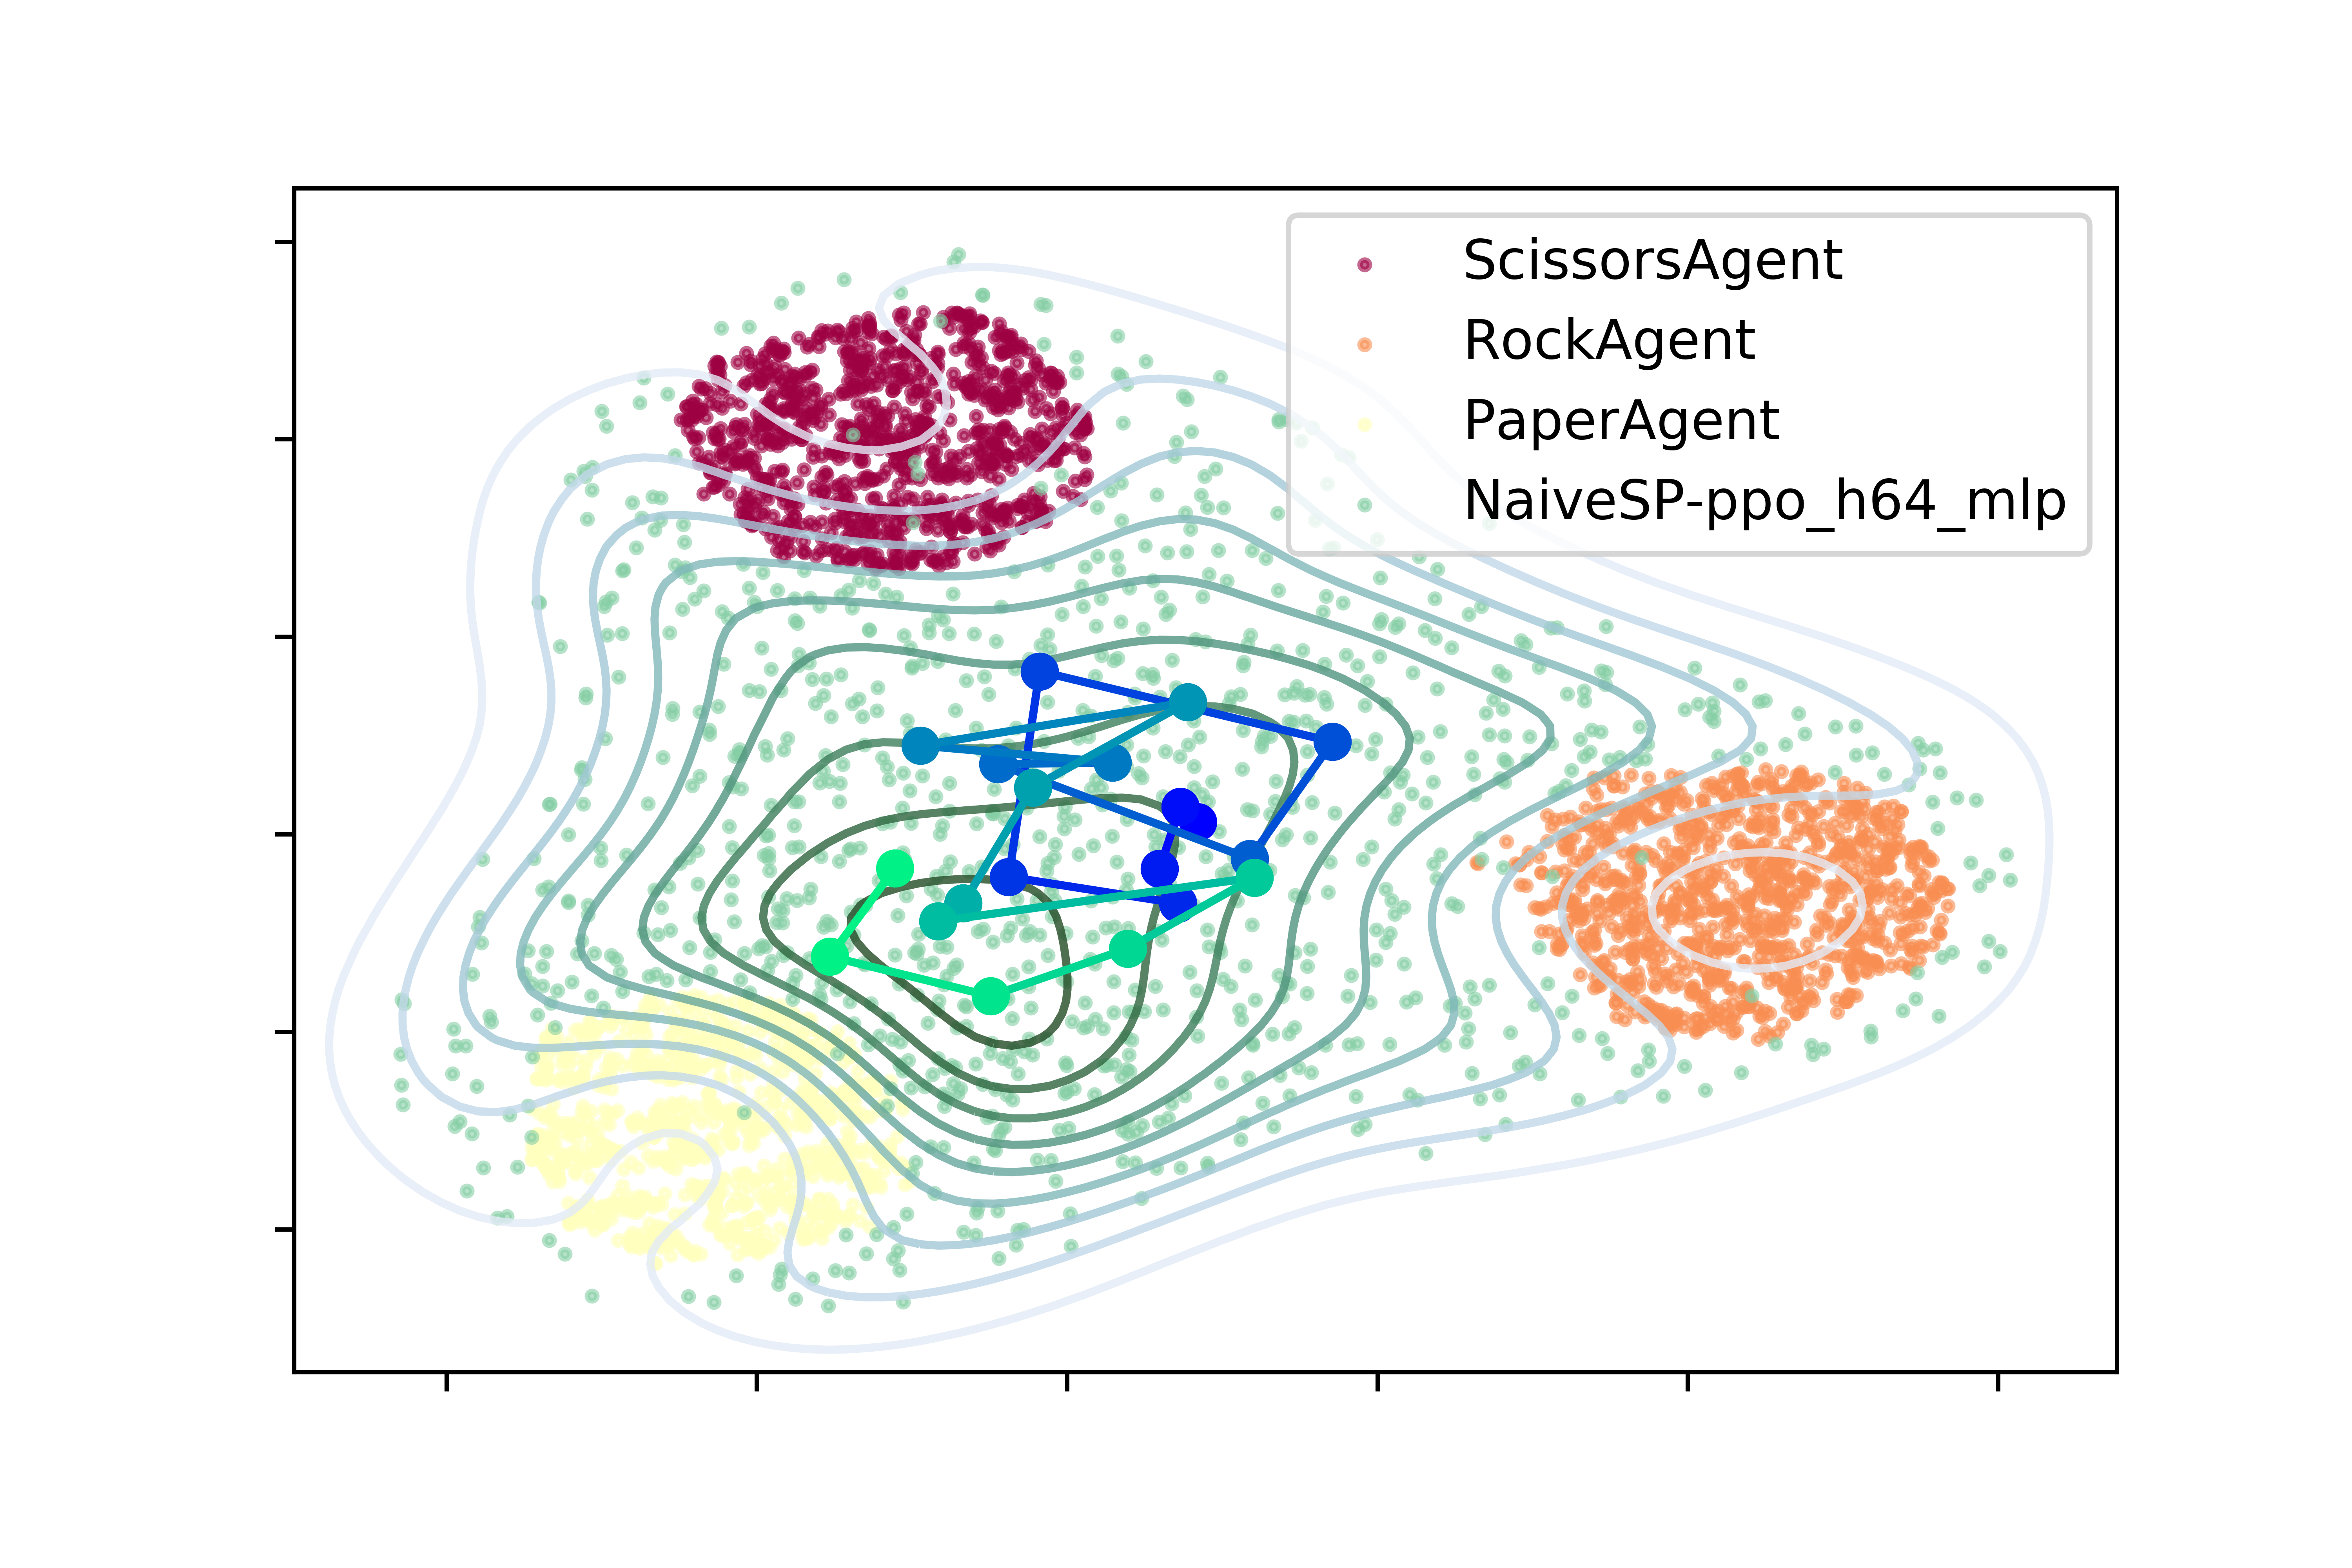 ScissorsAgent
RockAgent
PaperAgent
NaiveSP-ppo_h64_mlp